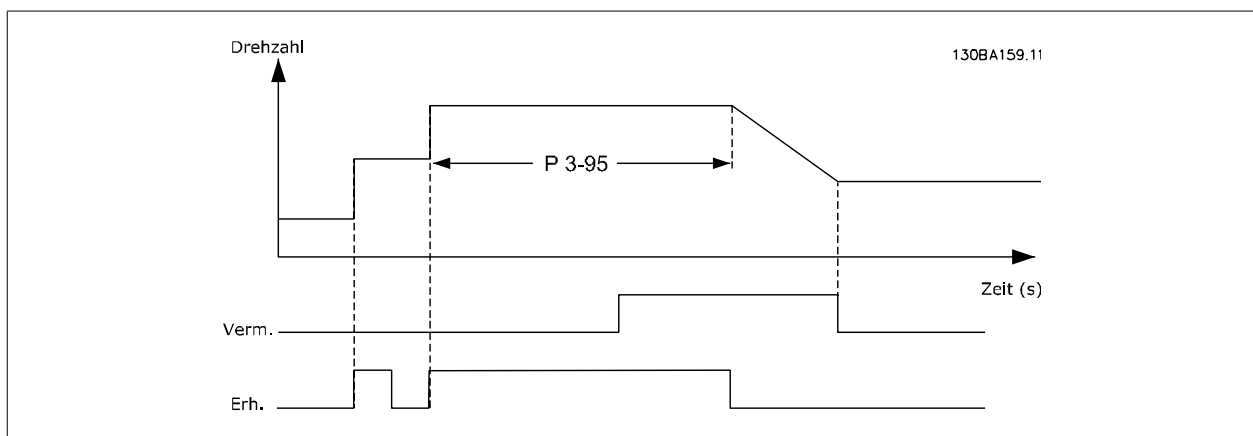 Drehzahl
130BA159.11
P 3-95
Zeit (s)
Verm.
Erh.